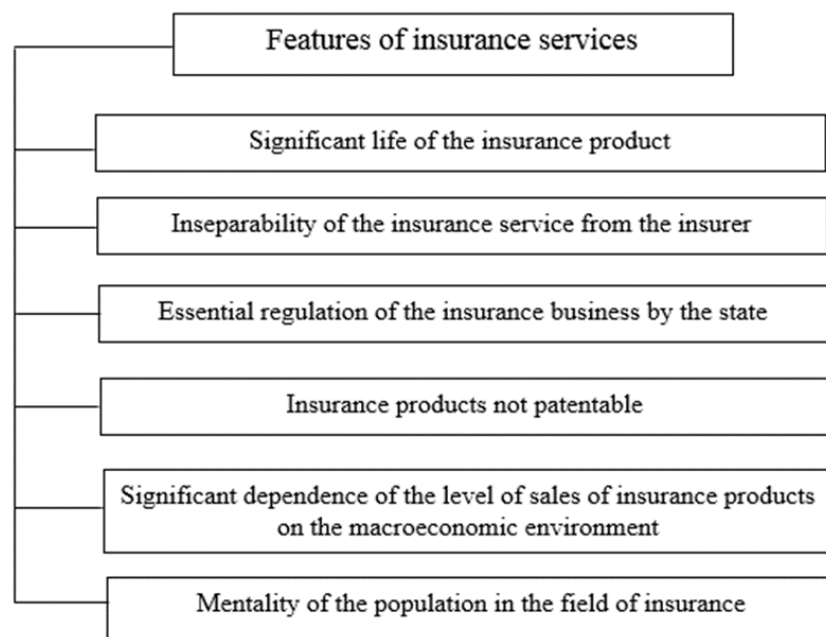 Features of insurance services
Significant life of the insurance product
Inseparability of the insurance service from the insurer
Essential regulation of the insurance business by the state
Insurance products not patentable
Significant dependence of the level of sales of insurance products
on the macroeconomic environment
Mentality of the population in the field of insurance